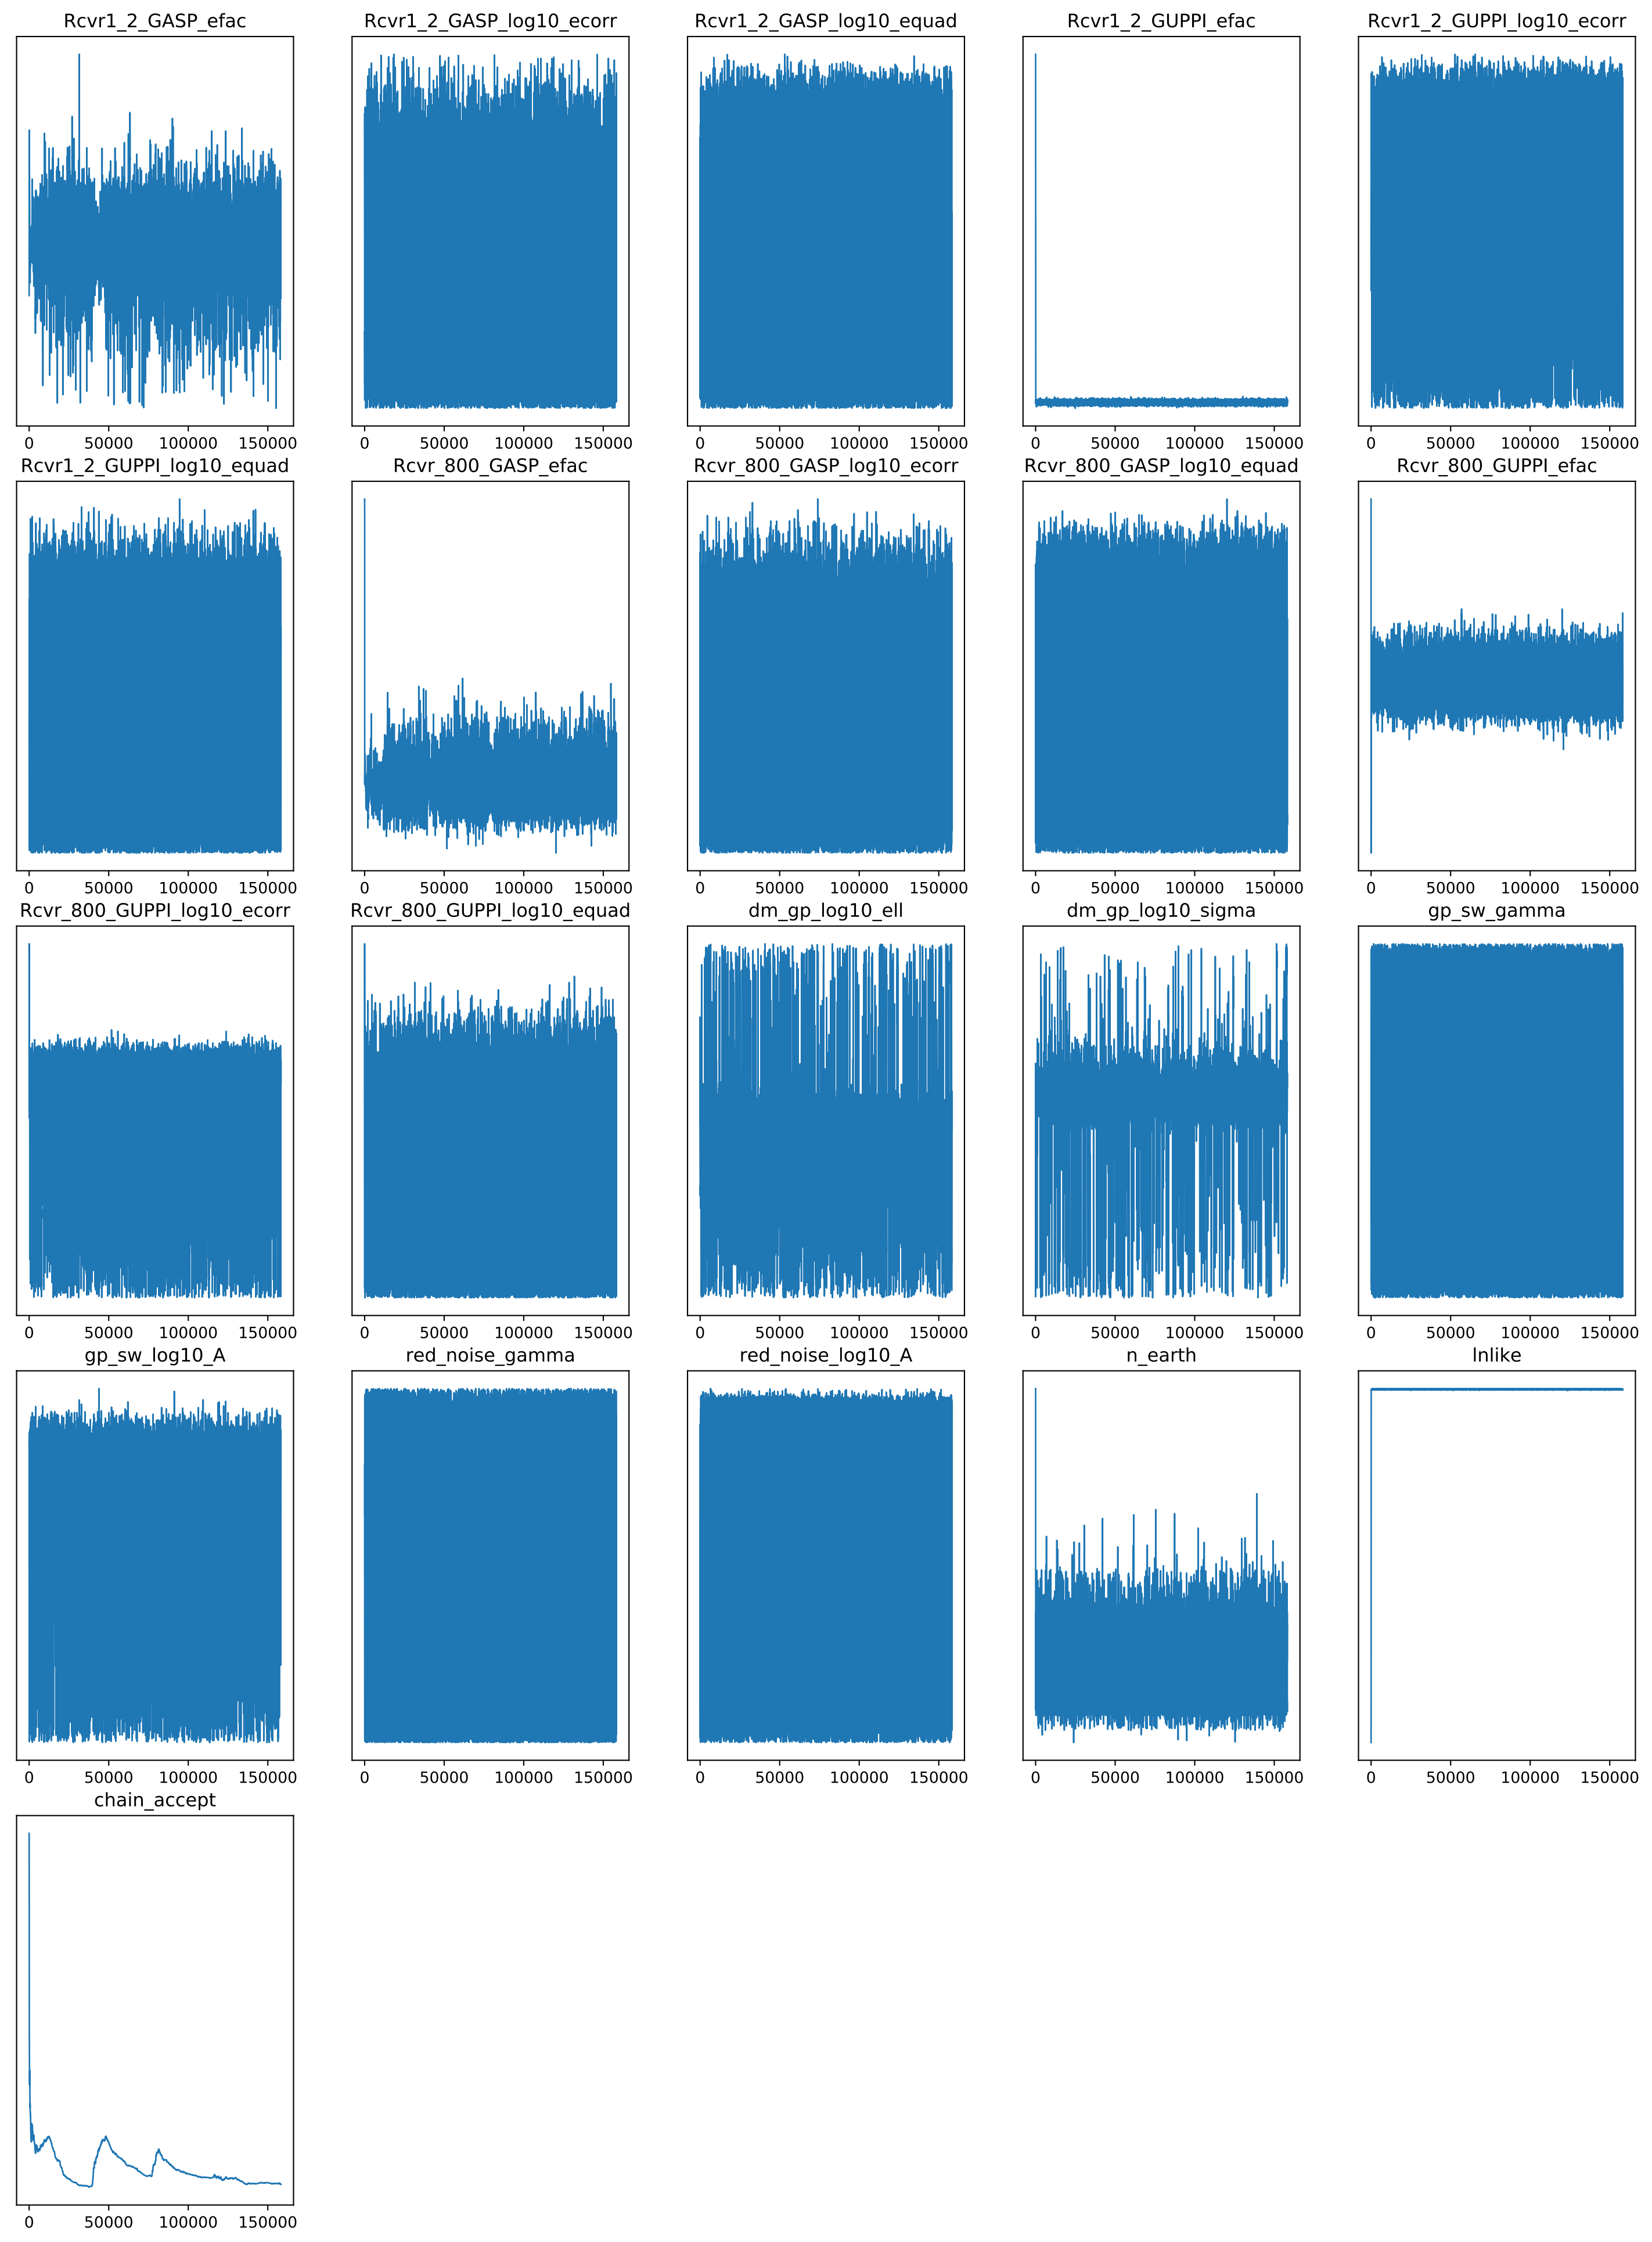 Rcvr1_2_GASP_efac Rcvr1_2_GASP_log10_ecorr Rcvr1_2_GASP_log10_equad Rcvr1_2_GUPPI_efac Rcvr1_2_GUPPI_log10_ecorr
0 50000 100000 150000 0 50000 100000 150000 0 50000 100000 150000 0 50000 100000 150000 0 50000 100000 150000
Rcvr1_2_GUPPI_log10_equad Rcvr_800_GASP_efac Rcvr_800_GASP_log10_ecorr Rcvr_800_GASP_log10_equad Rcvr_800_GUPPI_efac
0 50000 100000 150000 0 50000 100000 150000 0 50000 100000 150000 0 50000 100000 150000 0 50000 100000 150000
Rcvr_800_GUPPI_log10_ecorr Rcvr_800_GUPPI_log10_equad dm_gp_log10_ell dm_gp_log10_sigma gp_sw_gamma
0 50000 100000 150000 0 50000 100000 150000 0 50000 100000 150000 0 50000 100000 150000 0 50000 100000 150000
gp_sw_log10_A red_noise_gamma red_noise_log10_A n_earth lnlike
0 50000 100000 150000 0 50000 100000 150000 0 50000 100000 150000 0 50000 100000 150000 0 50000 100000 150000
chain_accept
0 50000 100000 150000